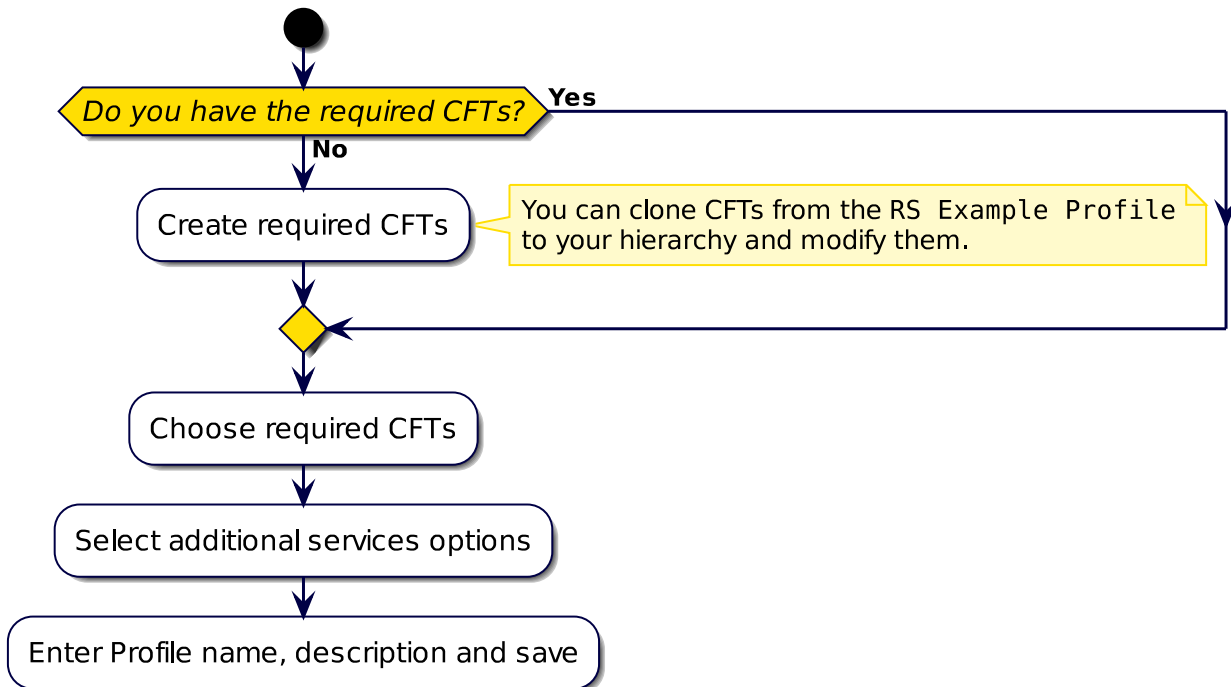 Do you have the required CFTs?
Yes
No
Create required CFTs
You can clone CFTs from the RS Example Profile
to your hierarchy and modify them.
Choose required CFTs
Select additional services options
Enter Profile name, description and save